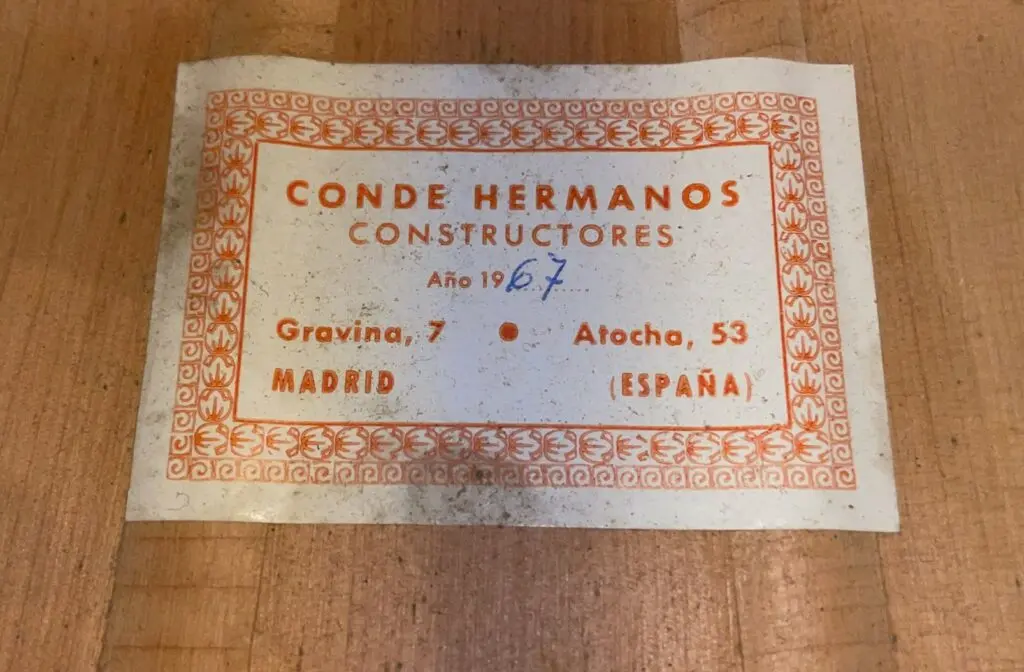 CONDE HERMANOS
CONSTRUCTORES
Año 1967
Gravina, 7 • Atocha, 53
MADRID (ESPAÑA)